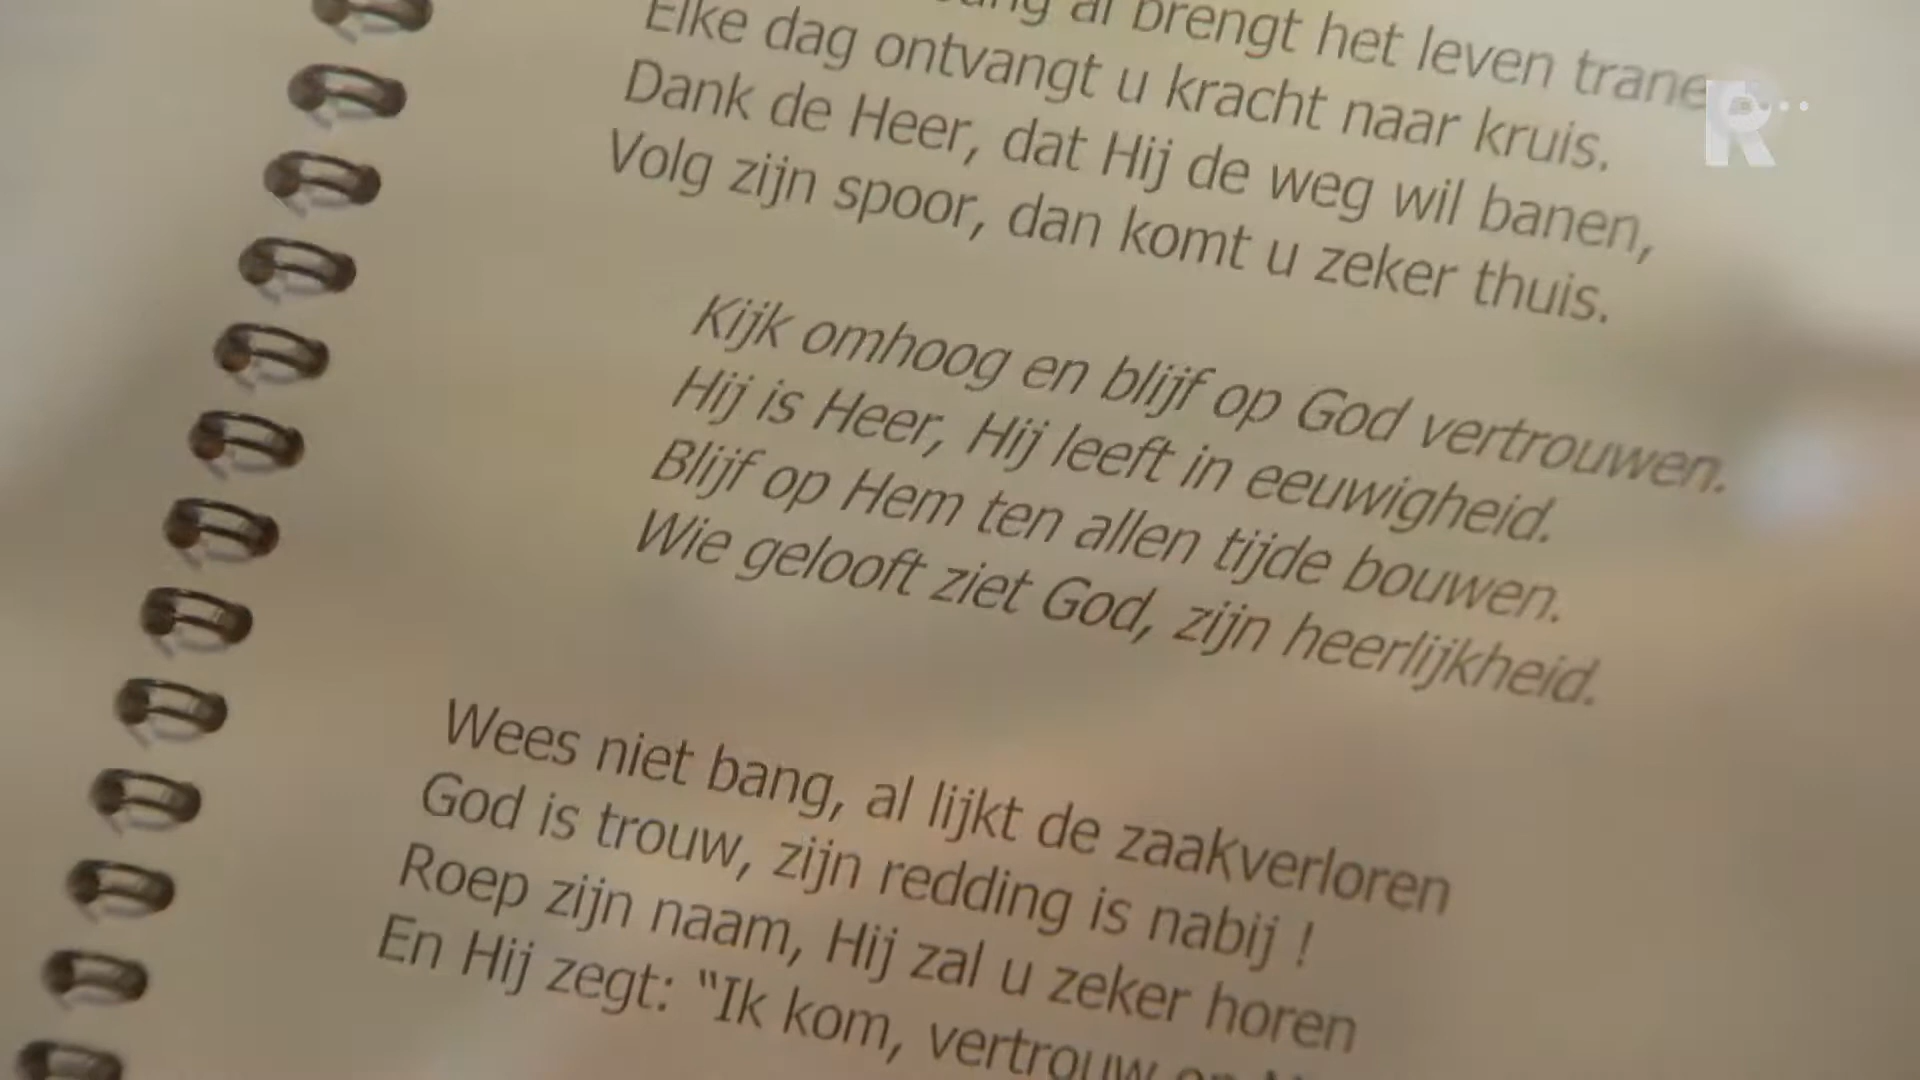 al brengt het leven trane
Elke dag ontvangt u kracht naar kruis.
Dank de Heer, dat Hij de weg wil banen,
Volg zijn spoor, dan komt u zeker thuis.
Kijk omhoog en blijf op God vertrouwen.
Hij is Heer, Hij leeft in eeuwigheid.
Blijf op Hem ten allen tijde bouwen.
Wie gelooft ziet God, zijn heerlijkheid.
Wees niet bang, al lijkt de zaakverloren
God is trouw, zijn redding is nabij !
Roep zijn naam, Hij zal u zeker horen
En Hij zegt: “Ik kom, vertrouw
R